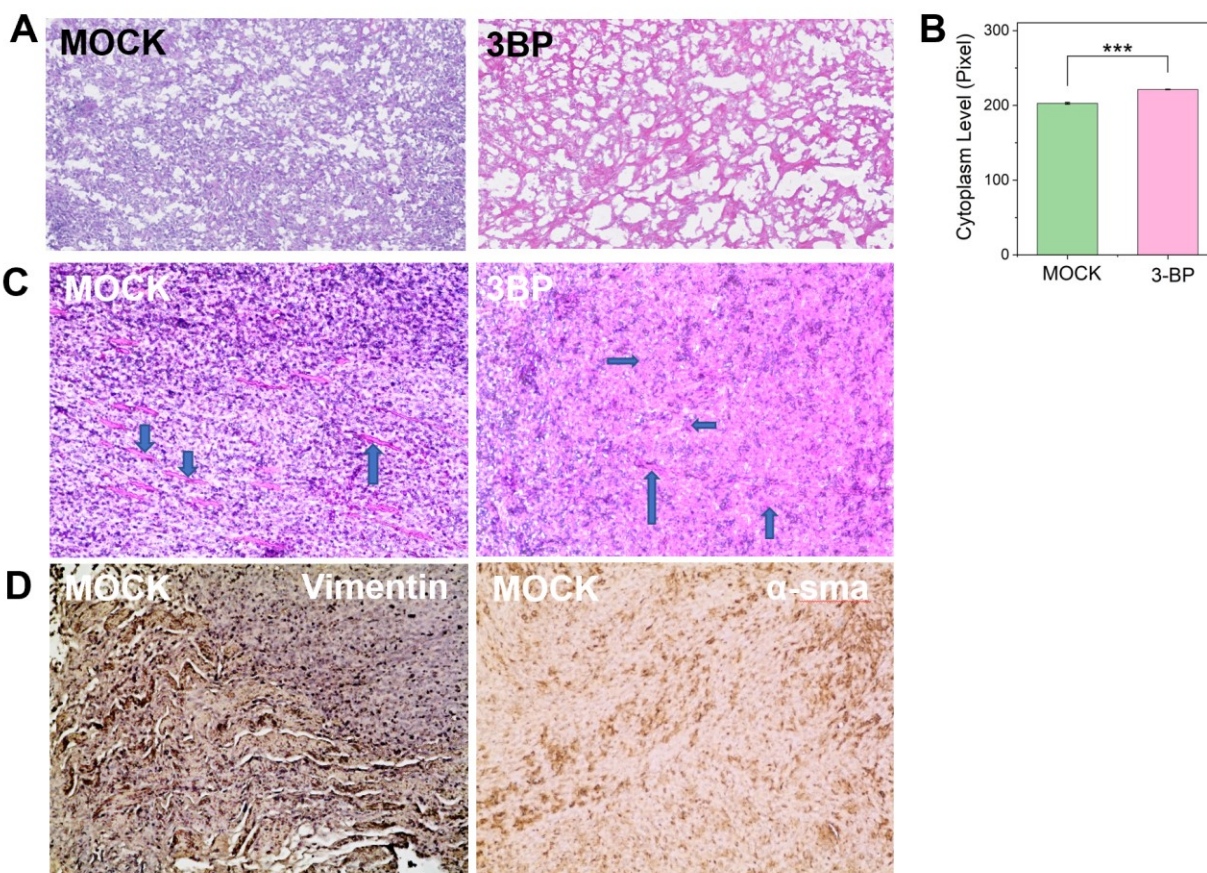 A
MOCK
3BP
B
Cytoplasm Level (Pixel)
300
200
100
0
***
MOCK
3-BP
C
MOCK
3BP
D
MOCK
Vimentin
MOCK
α-sma